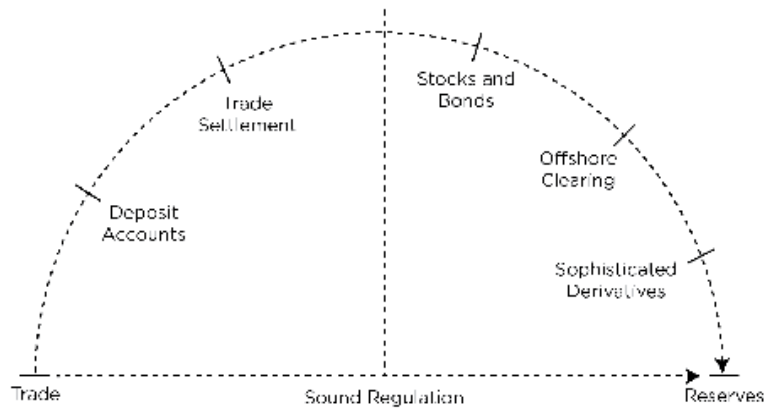 Stocks and
Bonds
Trade
Settlement
Offshore
Clearing
Deposit
Accounts
Sophisticated
Derivatives
Trade
Sound Regulation
Reserves